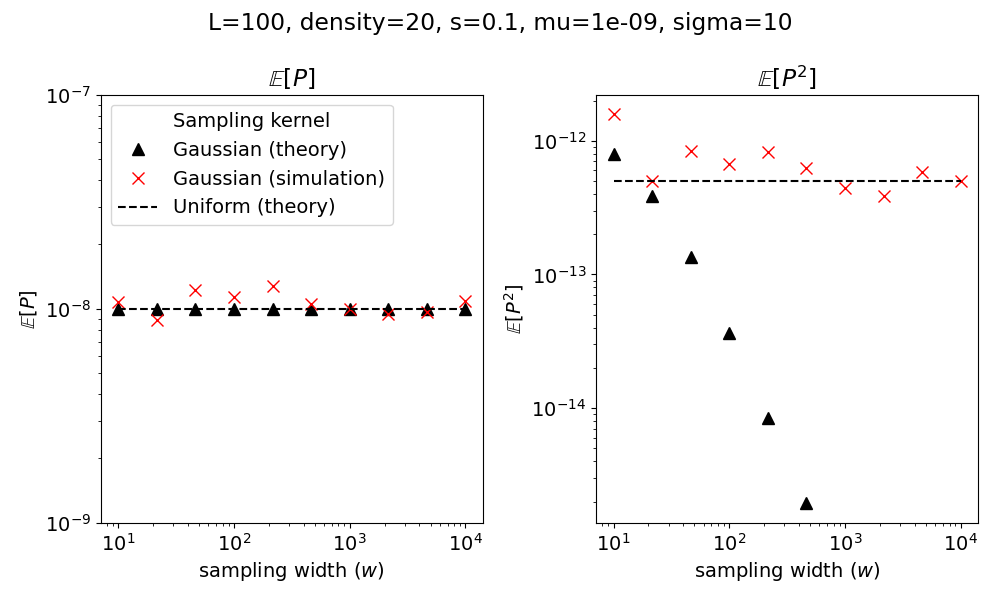 L=100, density=20, s=0.1, mu=1e-09, sigma=10
𝔼[P]
𝔼[P²]
10⁻⁷
10⁻⁸
10⁻⁹
𝔼[P]
Sampling kernel
Gaussian (theory)
Gaussian (simulation)
Uniform (theory)
10¹ 10² 10³ 10⁴
sampling width (w)
10⁻¹²
10⁻¹³
10⁻¹⁴
𝔼[P²]
10¹ 10² 10³ 10⁴
sampling width (w)